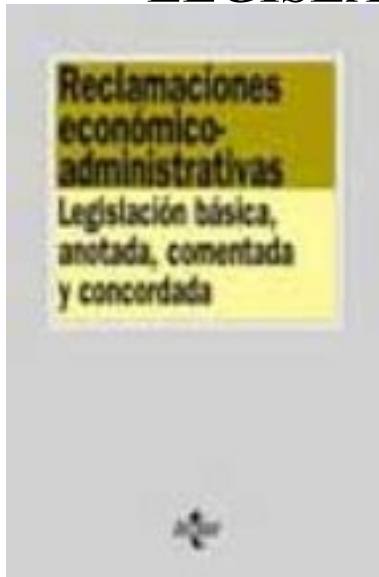 Reclamaciones
económico-
administrativas
Legislación básica,
anotada, comentada
y concordada